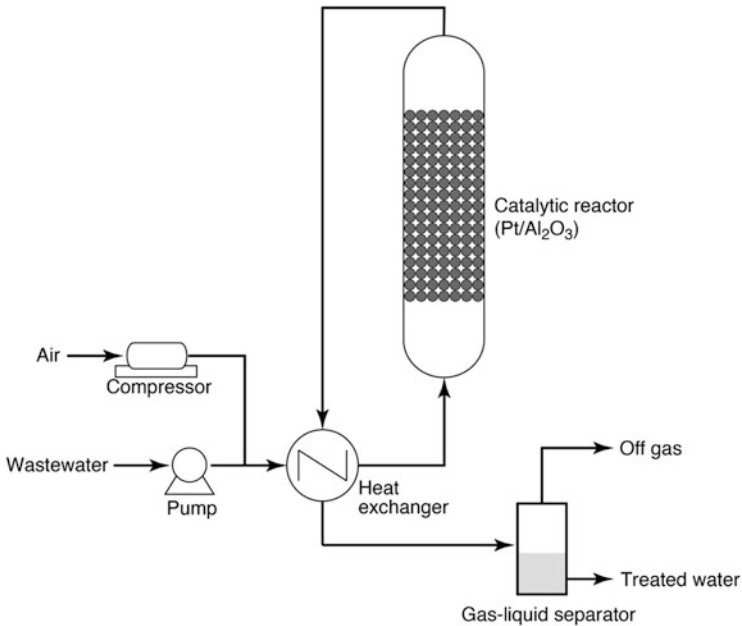 Catalytic reactor
(Pt/Al₂O₃)
Air
Compressor
Wastewater
Pump
Heat
exchanger
Off gas
Treated water
Gas-liquid separator